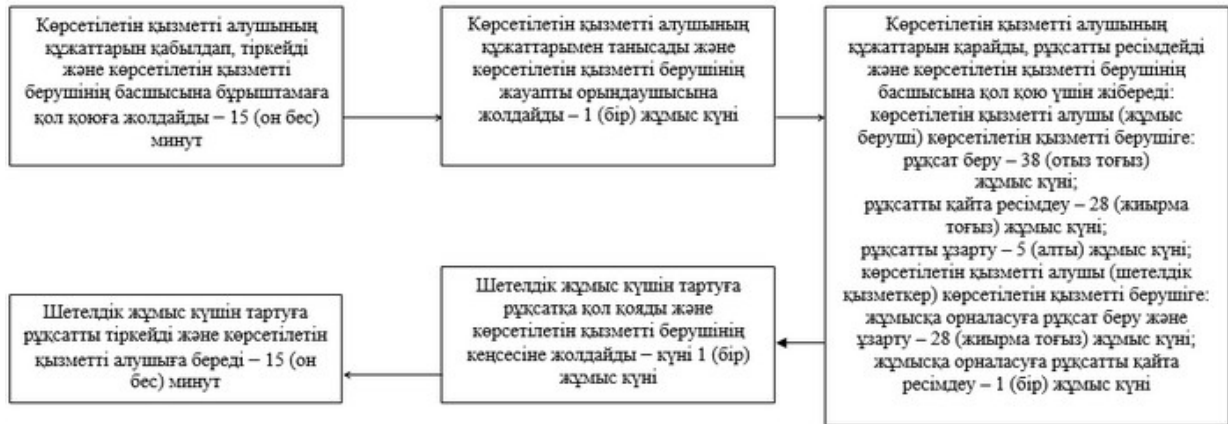 Көрсетілетін қызметті алушының
құжаттарын қабылдап, тіркейді
және көрсетілетін қызметті
берушінің басшысына бұрыштамаға
қол қоюға жолдайды – 15 (он бес)
минут
Көрсетілетін қызметті алушының
құжаттарымен танысады және
көрсетілетін қызметті берушінің
жауапты орындаушысына
жолдайды – 1 (бір) жұмыс күні
Көрсетілетін қызметті алушының
құжаттарын қарайды, рұқсатты ресімдейді
және көрсетілетін қызметті берушінің
басшысына қол қою үшін жібереді:
көрсетілетін қызметті алушы (жұмыс
беруші) көрсетілетін қызметті берушіге:
рұқсат беру – 38 (отыз тоғыз)
жұмыс күні;
рұқсатты қайта ресімдеу – 28 (жиырма
тоғыз) жұмыс күні;
рұқсатты ұзарту – 5 (алты) жұмыс күні;
көрсетілетін қызметті алушы (шетелдік
қызметкер) көрсетілетін қызметті берушіге:
жұмысқа орналасуға рұқсат беру және
ұзарту – 28 (жиырма тоғыз) жұмыс күні;
жұмысқа орналасуға рұқсатты қайта
ресімдеу – 1 (бір) жұмыс күні
Шетелдік жұмыс күшін тартуға
рұқсатқа қол қояды және
көрсетілетін қызметті берушінің
кеңсесіне жолдайды – күні 1 (бір)
жұмыс күні
Шетелдік жұмыс күшін тартуға
рұқсатты тіркейді және көрсетілетін
қызметті алушыға береді – 15 (он
бес) минут